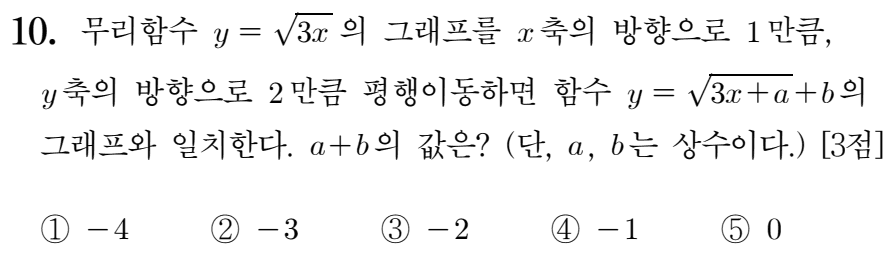 10. 무리함수 y = √3x 의 그래프를 x축의 방향으로 1만큼,
y축의 방향으로 2만큼 평행이동하면 함수 y = √3x+a + b의
그래프와 일치한다. a+b의 값은? (단, a, b는 상수이다.) [3점]
① -4 ② -3 ③ -2 ④ -1 ⑤ 0